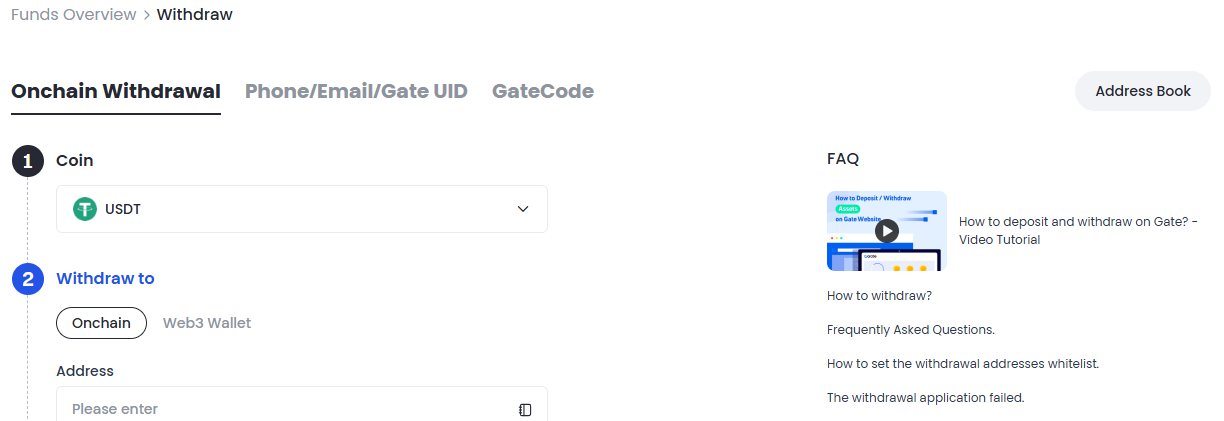 Funds Overview > Withdraw
Onchain Withdrawal Phone/Email/Gate UID GateCode Address Book
1 Coin
USDT
2 Withdraw to
Onchain Web3 Wallet
Address
Please enter
FAQ
How to Deposit / Withdraw
Assets
on Gate Website
How to deposit and withdraw on Gate? -
Video Tutorial
How to withdraw?
Frequently Asked Questions.
How to set the withdrawal addresses whitelist.
The withdrawal application failed.